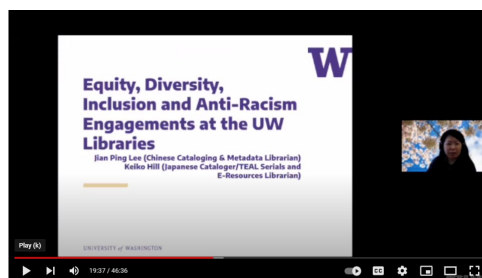 W
Equity, Diversity,
Inclusion and Anti-Racism
Engagements at the UW
Libraries
Jian Ping Lee (Chinese Cataloging & Metadata Librarian)
Keiko Hill (Japanese Cataloger/TEAL Serials and
E-Resources Librarian)
UNIVERSITY of WASHINGTON
Play (k)
19:37 / 46:36
CC